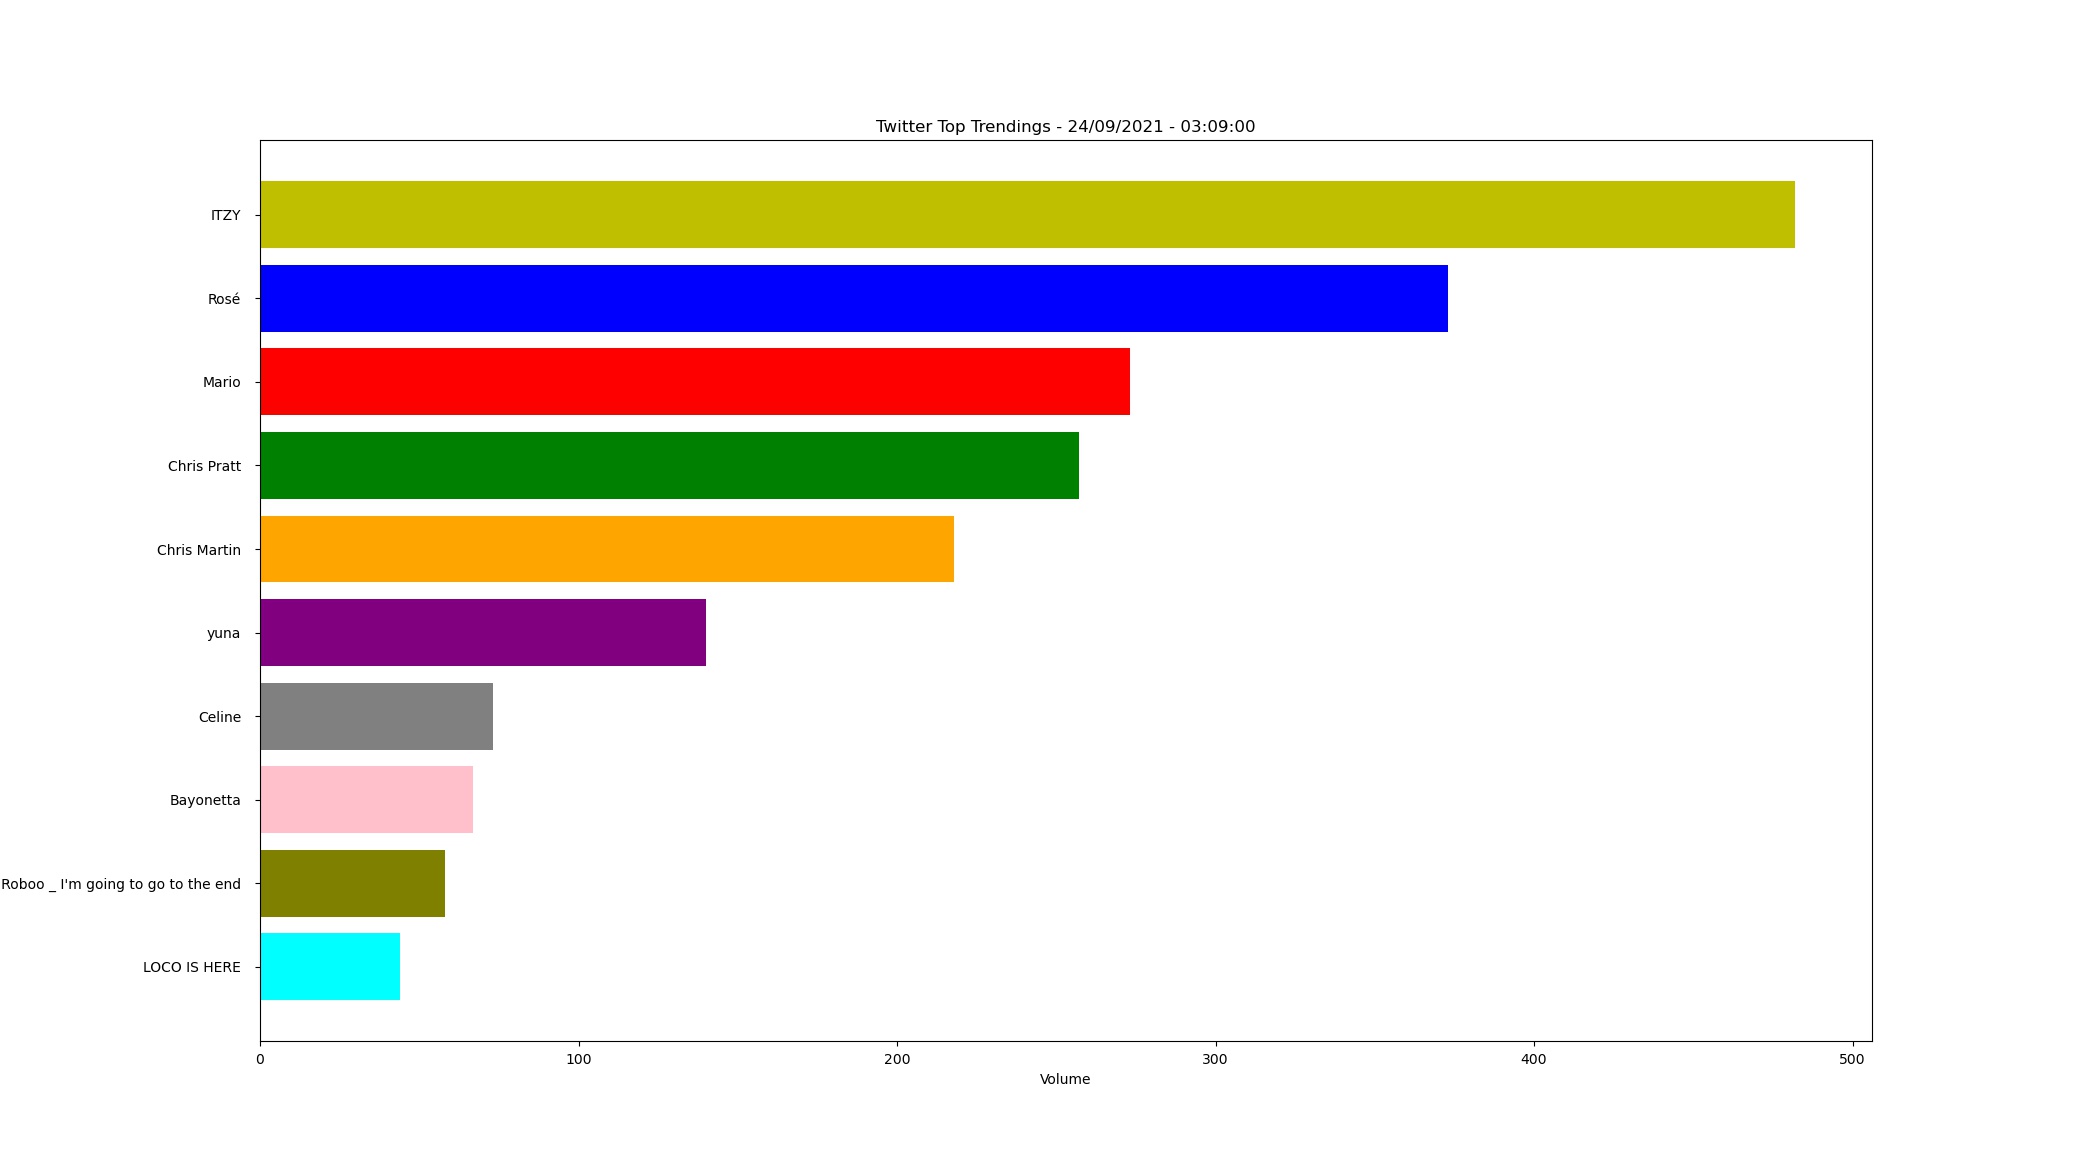 Twitter Top Trendings - 24/09/2021 - 03:09:00
ITZY
Rosé
Mario
Chris Pratt
Chris Martin
yuna
Celine
Bayonetta
Roboo _ I'm going to go to the end
LOCO IS HERE
0 100 200 300 400 500
Volume